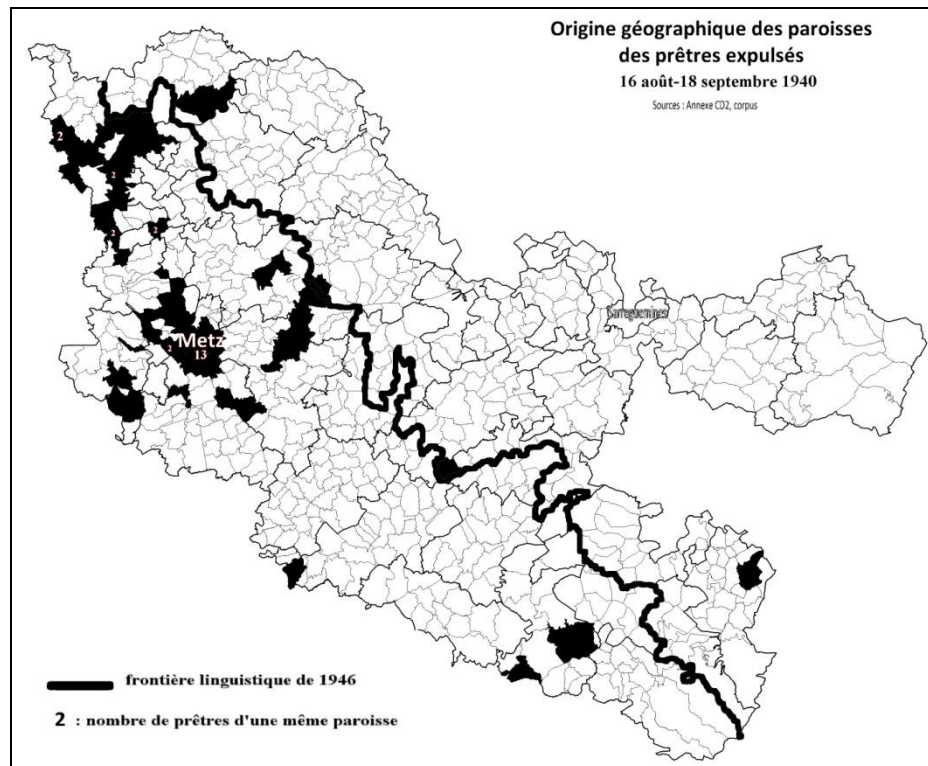 Origine géographique des paroisses
des prêtres expulsés
16 août-18 septembre 1940
Sources : Annexe CD2, corpus
2
2
2
2
Sarreguemines
Metz
2
13
frontière linguistique de 1946
2 : nombre de prêtres d'une même paroisse